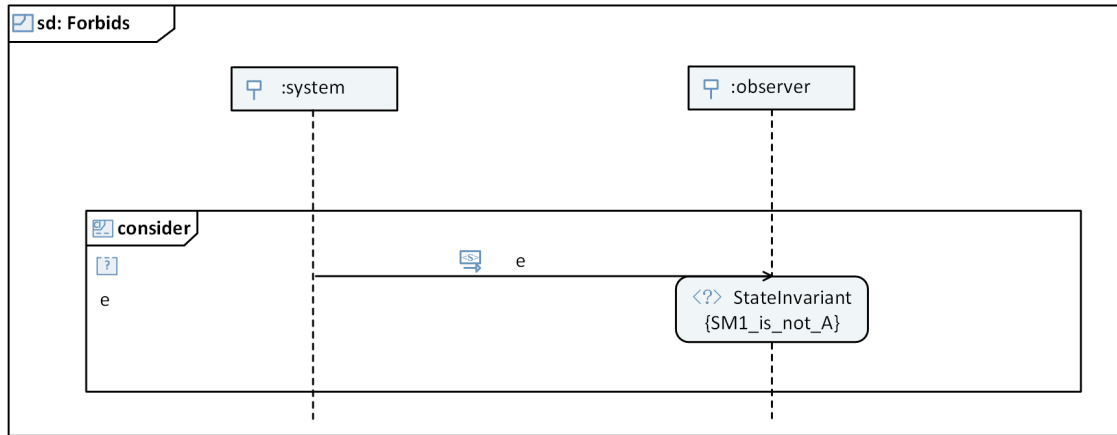 sd: Forbids
:system
:observer
consider
<S>
e
[?]
e
<?> StateInvariant
{SM1_is_not_A}